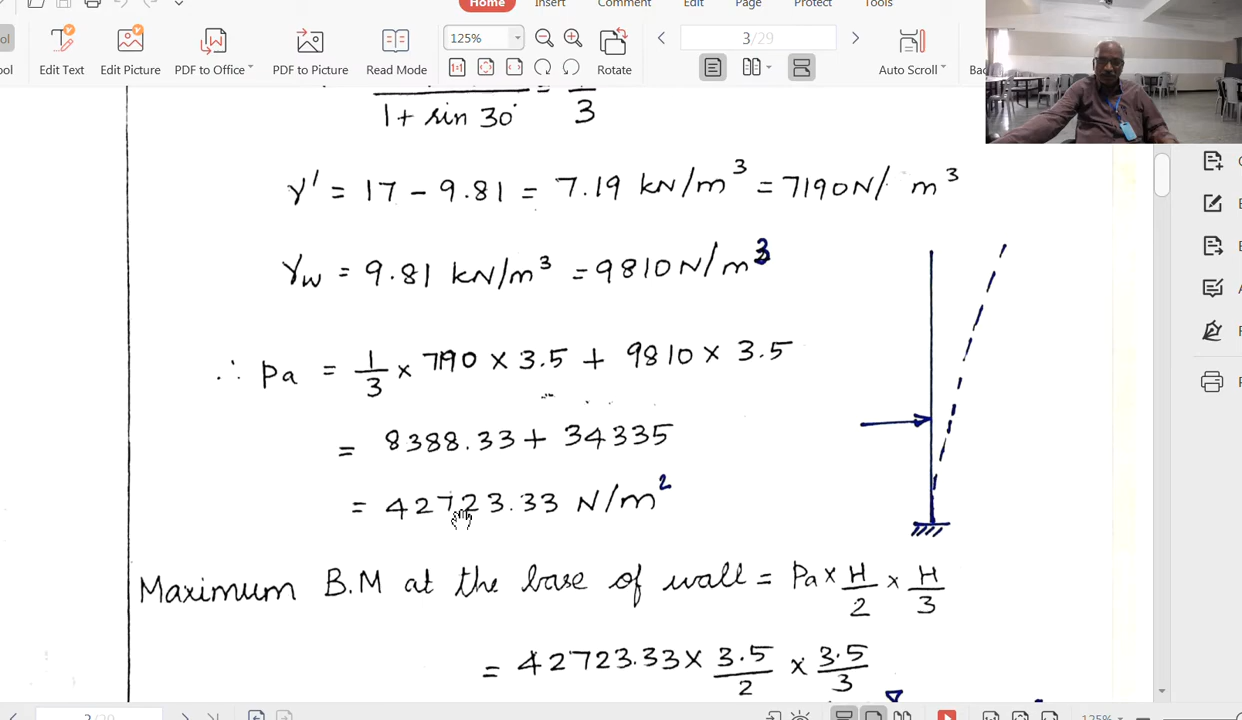 Home Insert Comment Edit Page Protect Tools
125% 3/29
Edit Text Edit Picture PDF to Office PDF to Picture Read Mode Rotate Auto Scroll
1 + sin 30° = 3
γ' = 17 - 9.81 = 7.19 kN/m³ = 7190N/ m³
γw = 9.81 kN/m³ = 9810 N/m³
∴ Pa = 1/3 × 7190 × 3.5 + 9810 × 3.5
= 8388.33 + 34335
= 42723.33 N/m²
Maximum B.M at the base of wall = Pa × H/2 × H/3
= 42723.33 × 3.5/2 × 3.5/3
125%